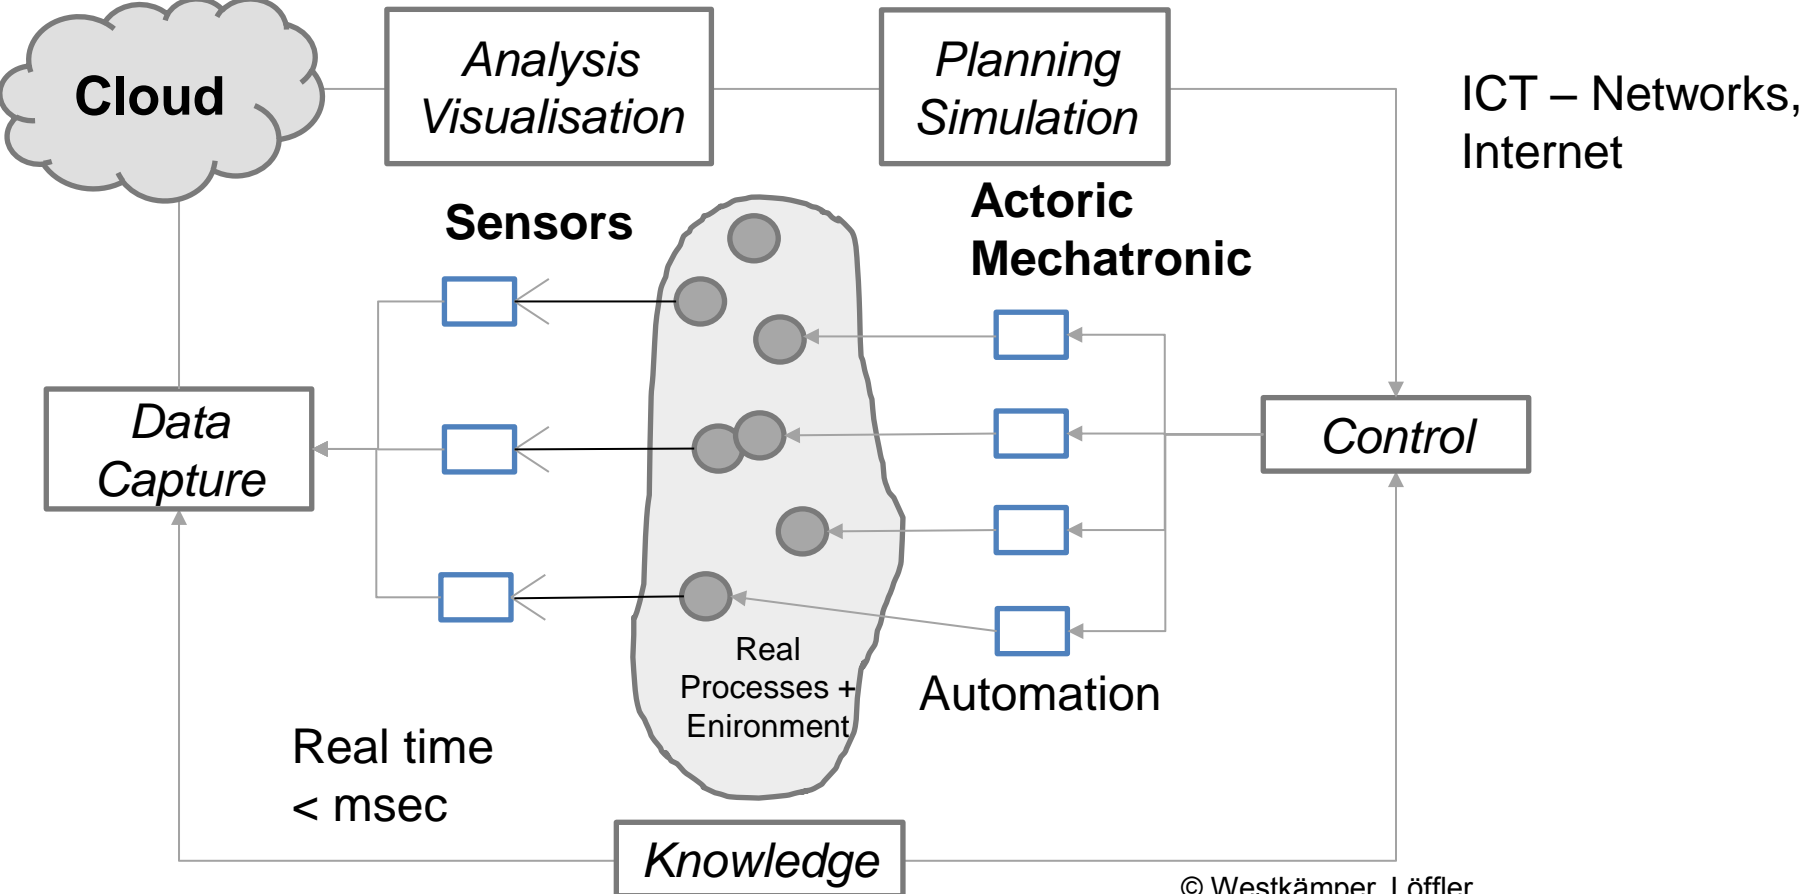 Cloud
Analysis
Visualisation
Planning
Simulation
ICT – Networks,
Internet
Sensors
Actoric
Mechatronic
Data
Capture
Control
Real
Processes +
Enironment
Automation
Real time
< msec
Knowledge
© Westkämper, Löffler